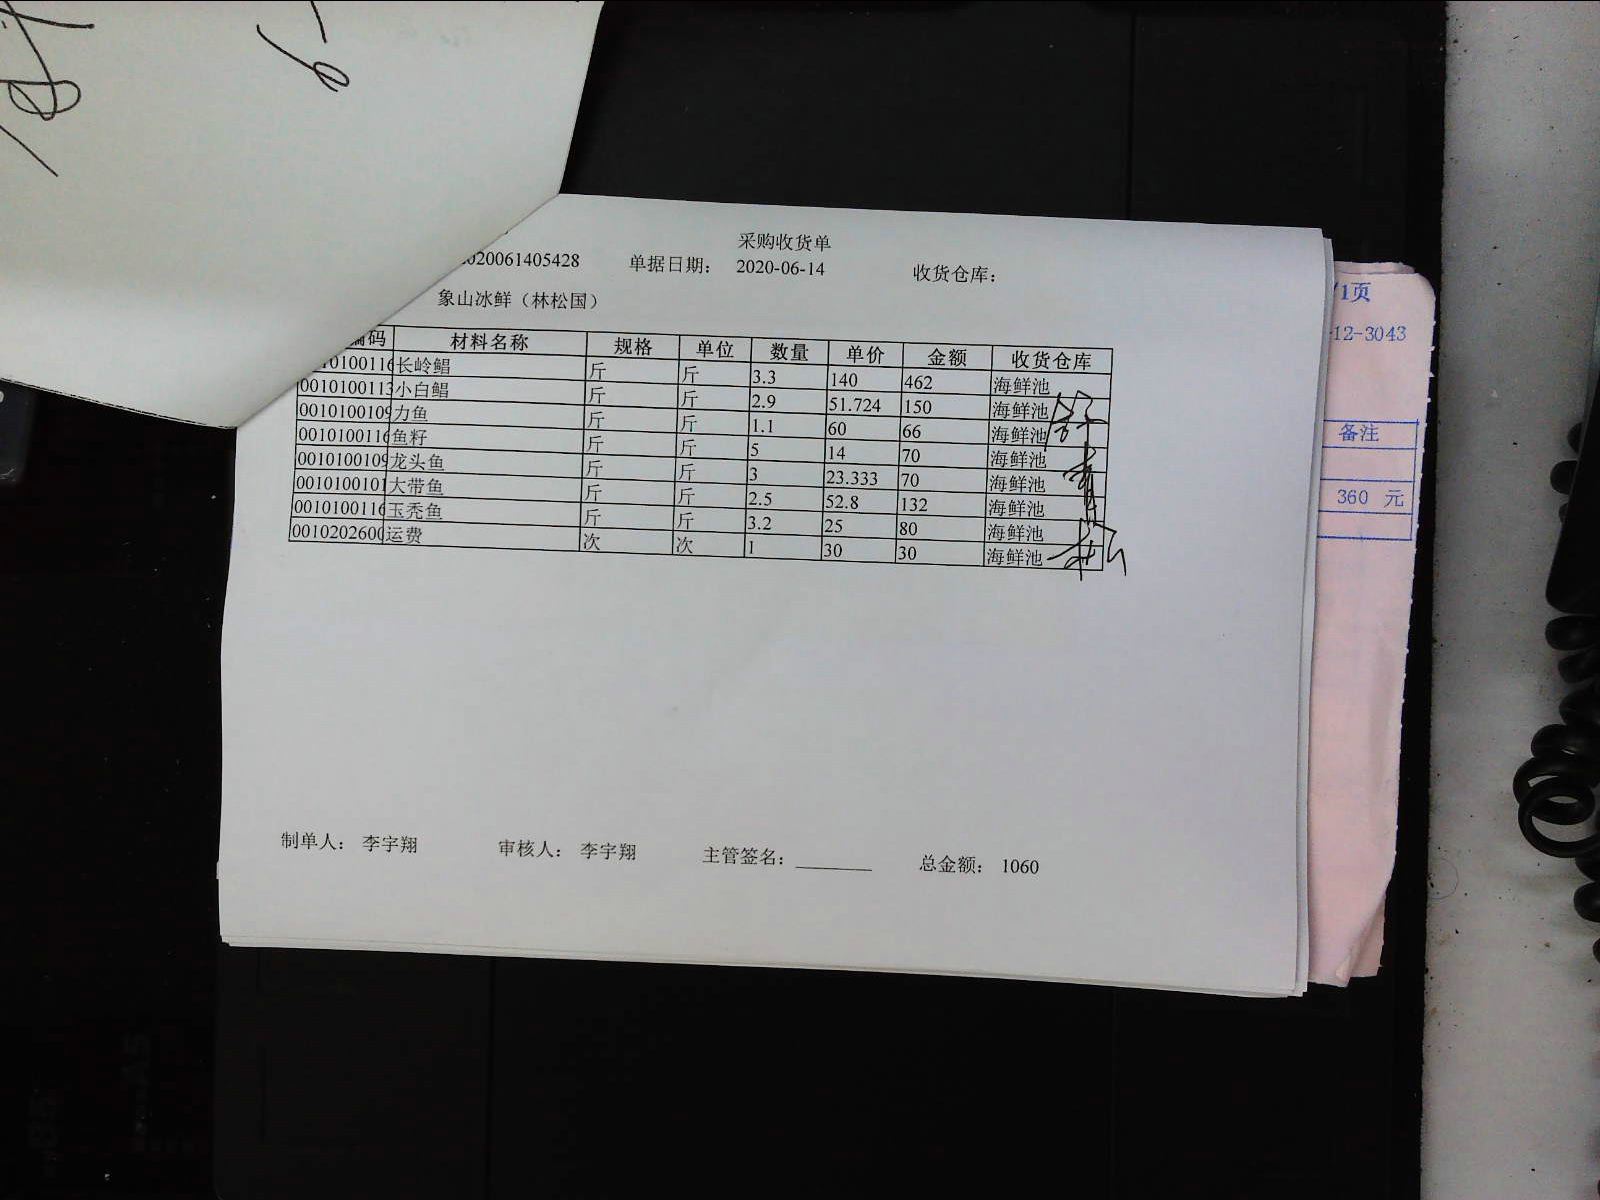 采购收货单
020061405428 单据日期： 2020-06-14 收货仓库：
象山冰鲜（林松国）
编码 材料名称 规格 单位 数量 单价 金额 收货仓库
10100116 长岭鲳 斤 斤 3.3 140 462 海鲜池
0010100113 小白鲳 斤 斤 2.9 51.724 150 海鲜池
0010100109 力鱼 斤 斤 1.1 60 66 海鲜池
0010100116 鱼籽 斤 斤 5 14 70 海鲜池
0010100109 龙头鱼 斤 斤 3 23.333 70 海鲜池
0010100101 大带鱼 斤 斤 2.5 52.8 132 海鲜池
0010100116 玉秃鱼 斤 斤 3.2 25 80 海鲜池
0010202600 运费 次 次 1 30 30 海鲜池
制单人： 李宇翔 审核人： 李宇翔 主管签名： 总金额： 1060
/1页
-12-3043
备注
360 元